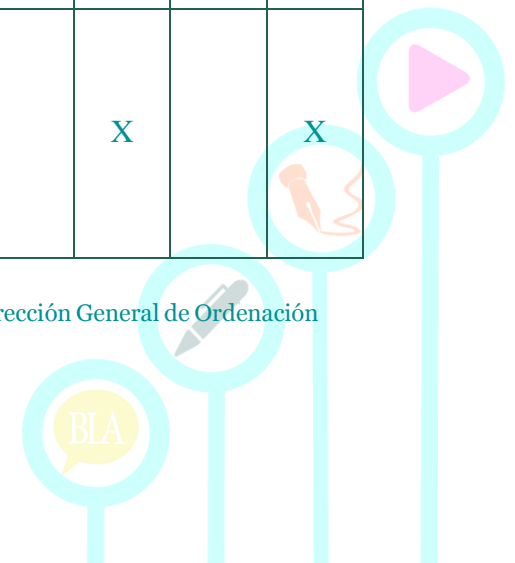 X X
rección General de Ordenación
BLA